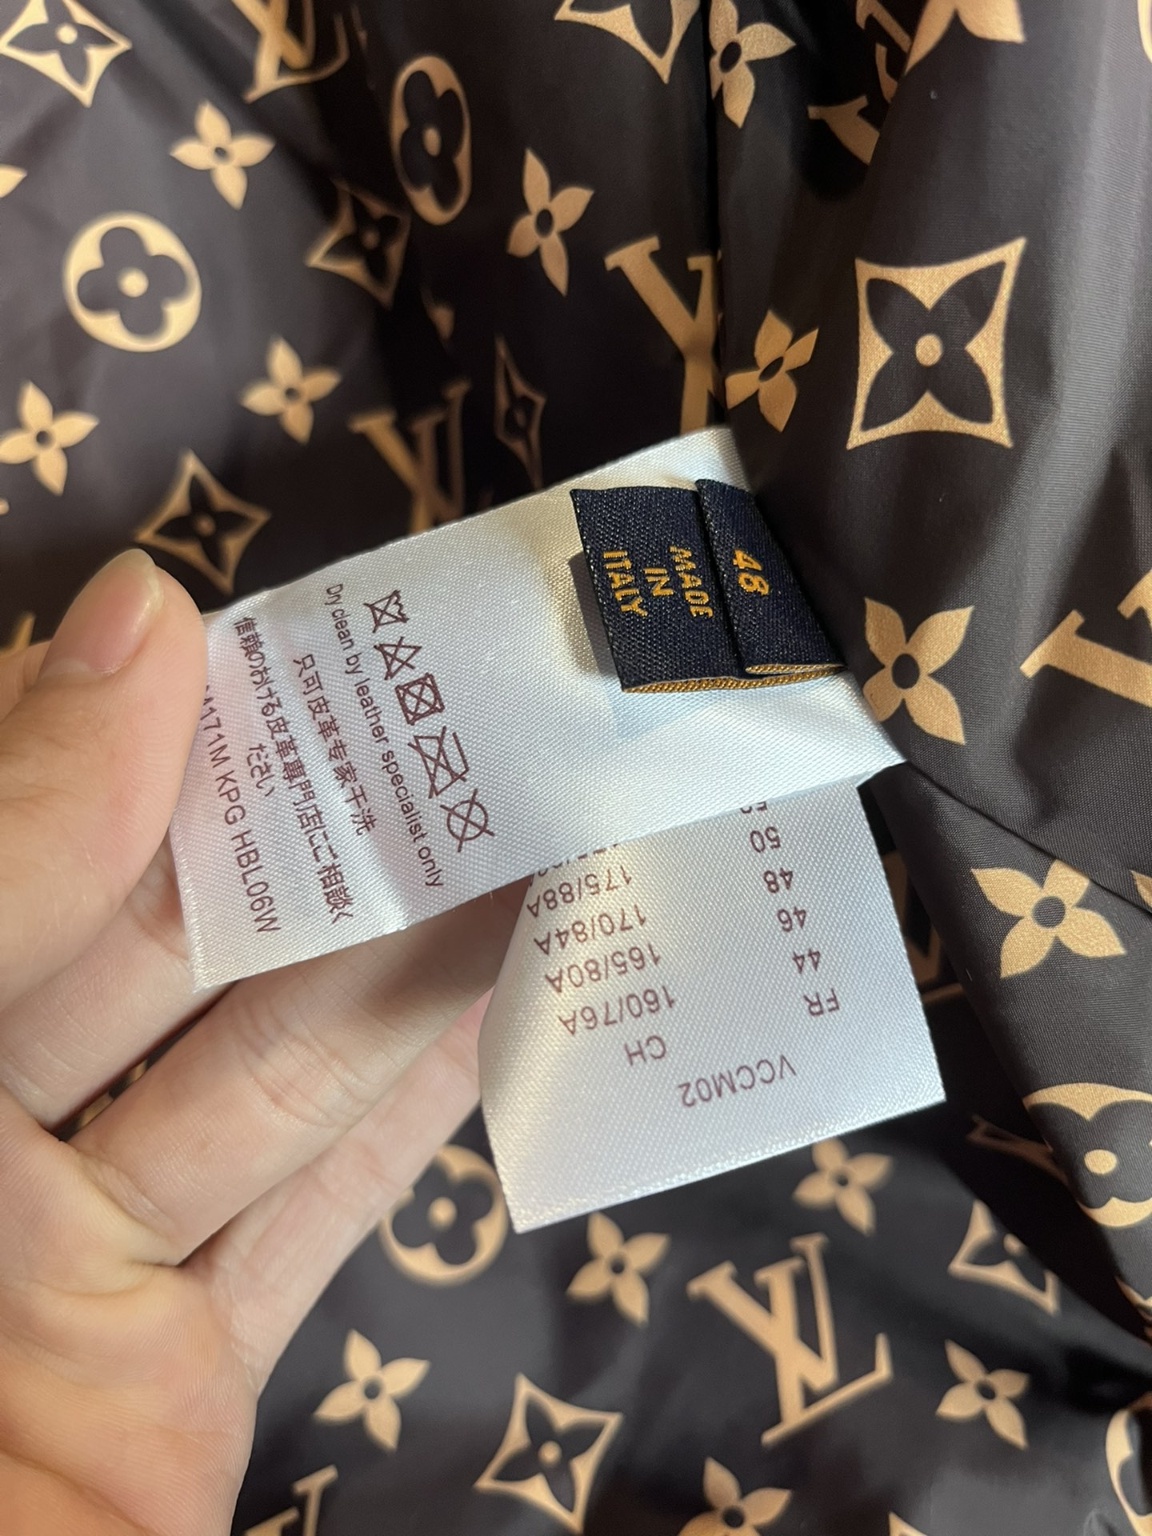 48
MADE
IN
ITALY
Dry clean by leather specialist only
只可皮革专家干洗
信頼のおける皮革専門店にご相談く
ださい
171M KPG HBL06W
VCCM02
CH FR
160/76A 44
165/80A 46
170/84A 48
175/88A 50